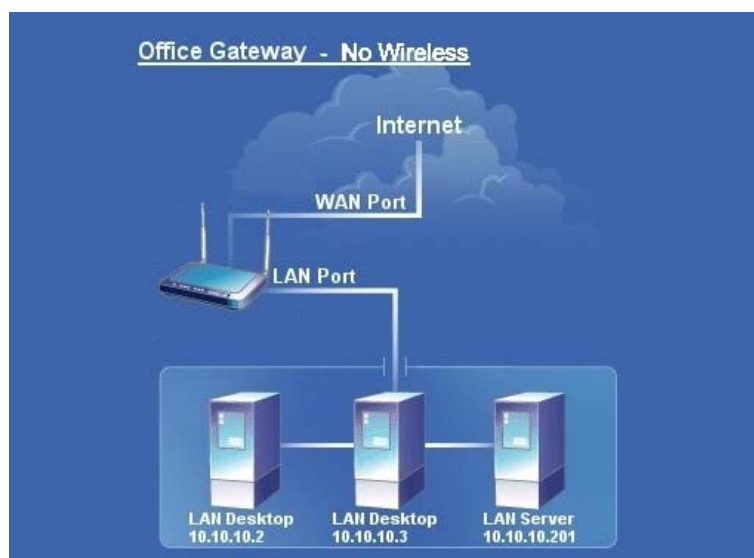 Office Gateway - No Wireless
Internet
WAN Port
LAN Port
LAN Desktop
10.10.10.2
LAN Desktop
10.10.10.3
LAN Server
10.10.10.201